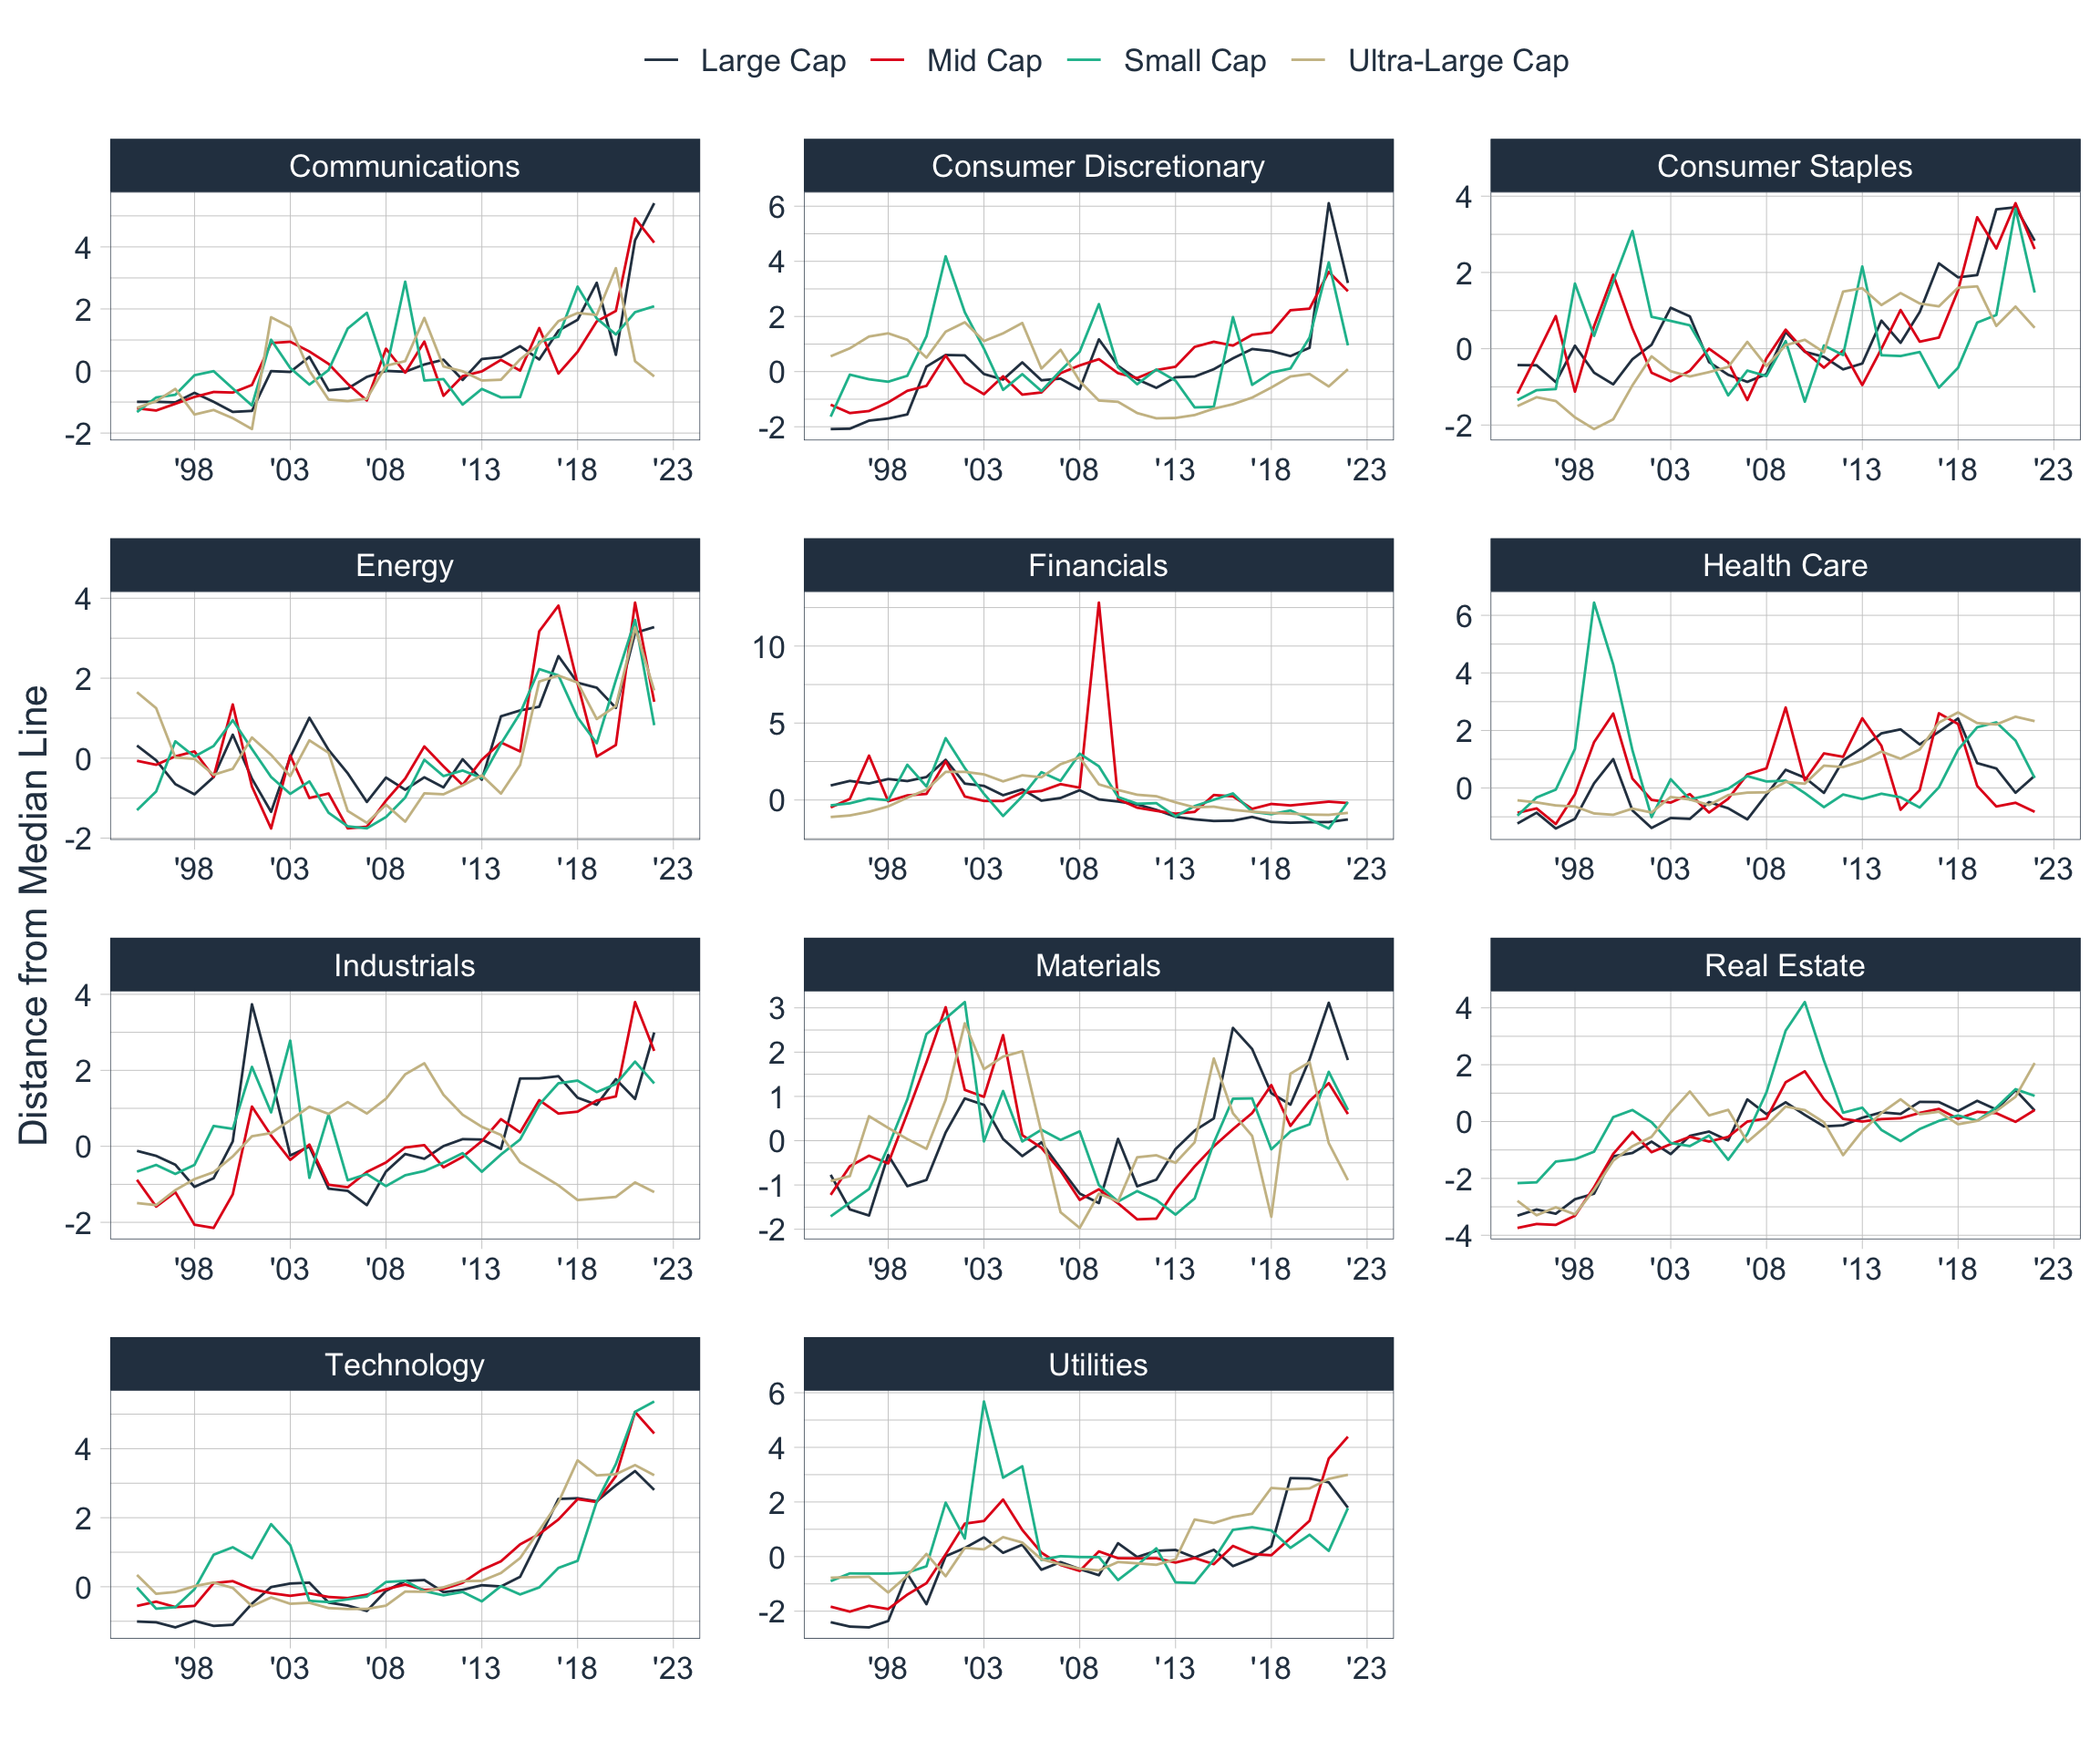 Large Cap Mid Cap Small Cap Ultra-Large Cap
Distance from Median Line
Communications
4
2
0
-2
'98 '03 '08 '13 '18 '23
Consumer Discretionary
6
4
2
0
-2
'98 '03 '08 '13 '18 '23
Consumer Staples
4
2
0
-2
'98 '03 '08 '13 '18 '23
Energy
4
2
0
-2
'98 '03 '08 '13 '18 '23
Financials
10
5
0
'98 '03 '08 '13 '18 '23
Health Care
6
4
2
0
'98 '03 '08 '13 '18 '23
Industrials
4
2
0
-2
'98 '03 '08 '13 '18 '23
Materials
3
2
1
0
-1
-2
'98 '03 '08 '13 '18 '23
Real Estate
4
2
0
-2
-4
'98 '03 '08 '13 '18 '23
Technology
4
2
0
'98 '03 '08 '13 '18 '23
Utilities
6
4
2
0
-2
'98 '03 '08 '13 '18 '23